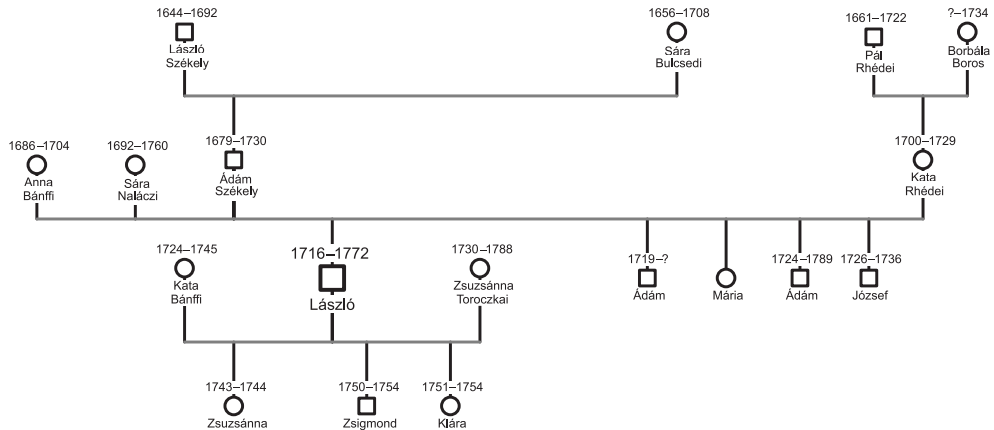 1644–1692
László
Székely
1656–1708
Sára
Bulcsedi
1661–1722
Pál
Rhédei
?–1734
Borbála
Boros
1686–1704
Anna
Bánffi
1692–1760
Sára
Naláczi
1679–1730
Ádám
Székely
1700–1729
Kata
Rhédei
1724–1745
Kata
Bánffi
1716–1772
László
1730–1788
Zsuzsánna
Toroczkai
1719–?
Ádám
Mária
1724–1789
Ádám
1726–1736
József
1743–1744
Zsuzsánna
1750–1754
Zsigmond
1751–1754
Klára